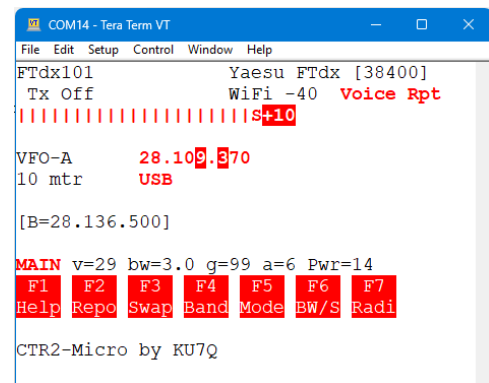 COM14 - Tera Term VT
File Edit Setup Control Window Help
FTdx101 Yaesu FTdx [38400]
Tx Off WiFi -40 Voice Rpt
|||||||||||||||||||||S+10
VFO-A 28.109.370
10 mtr USB
[B=28.136.500]
MAIN v=29 bw=3.0 g=99 a=6 Pwr=14
F1 F2 F3 F4 F5 F6 F7
Help Repo Swap Band Mode BW/S Radi
CTR2-Micro by KU7Q